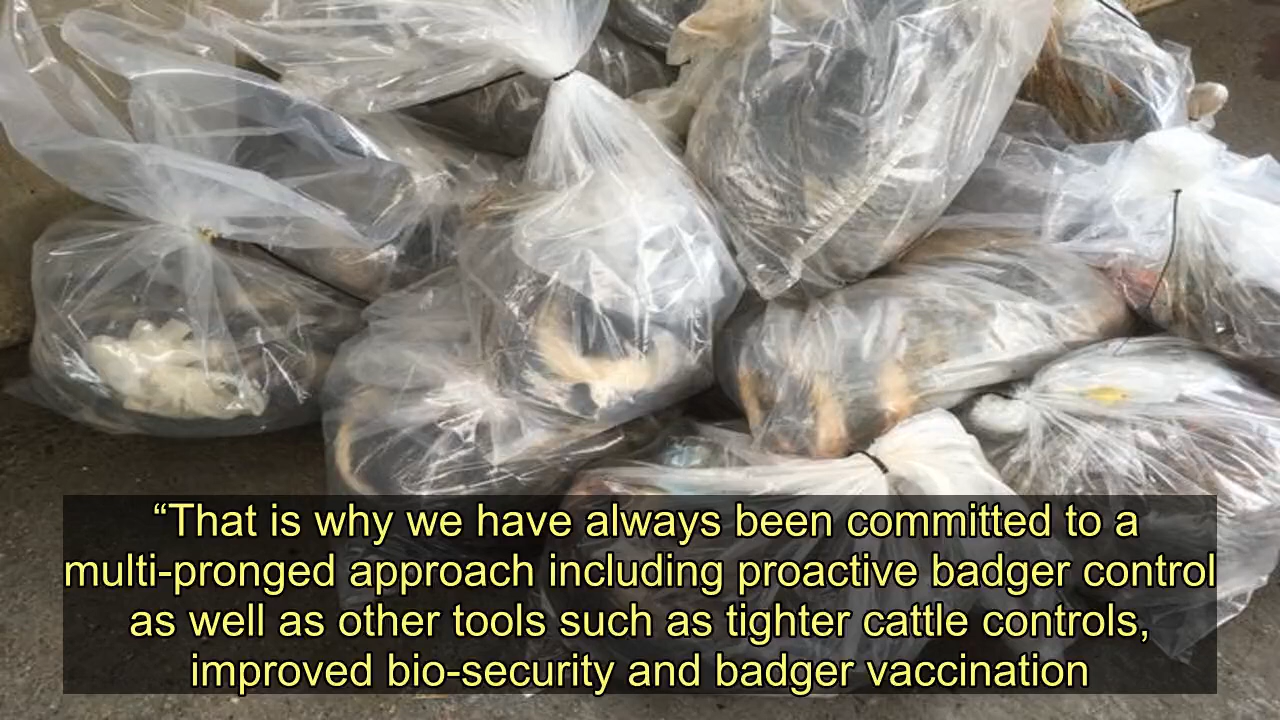 “That is why we have always been committed to a
multi-pronged approach including proactive badger control
as well as other tools such as tighter cattle controls,
improved bio-security and badger vaccination